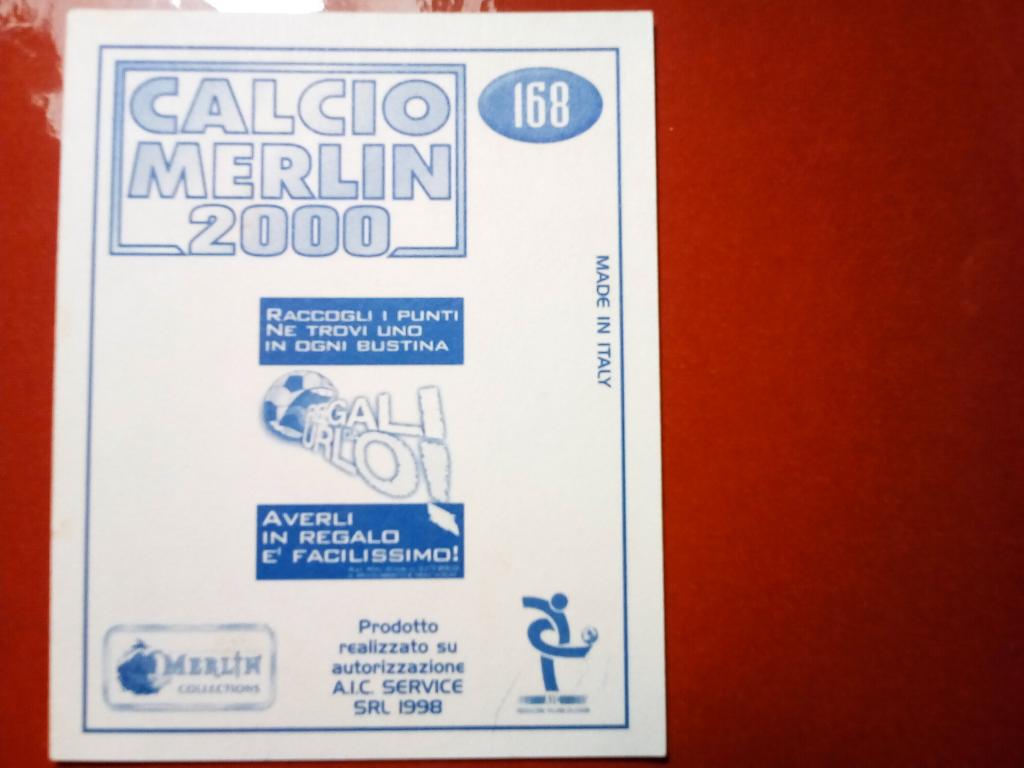 CALCIO
MERLIN
2000
168
MADE IN ITALY
RACCOGLI I PUNTI
NE TROVI UNO
IN OGNI BUSTINA
REGALI
URLO!
AVERLI
IN REGALO
E' FACILISSIMO!
MERLIN
COLLECTIONS
Prodotto
realizzato su
autorizzazione
A.I.C. SERVICE
SRL 1998